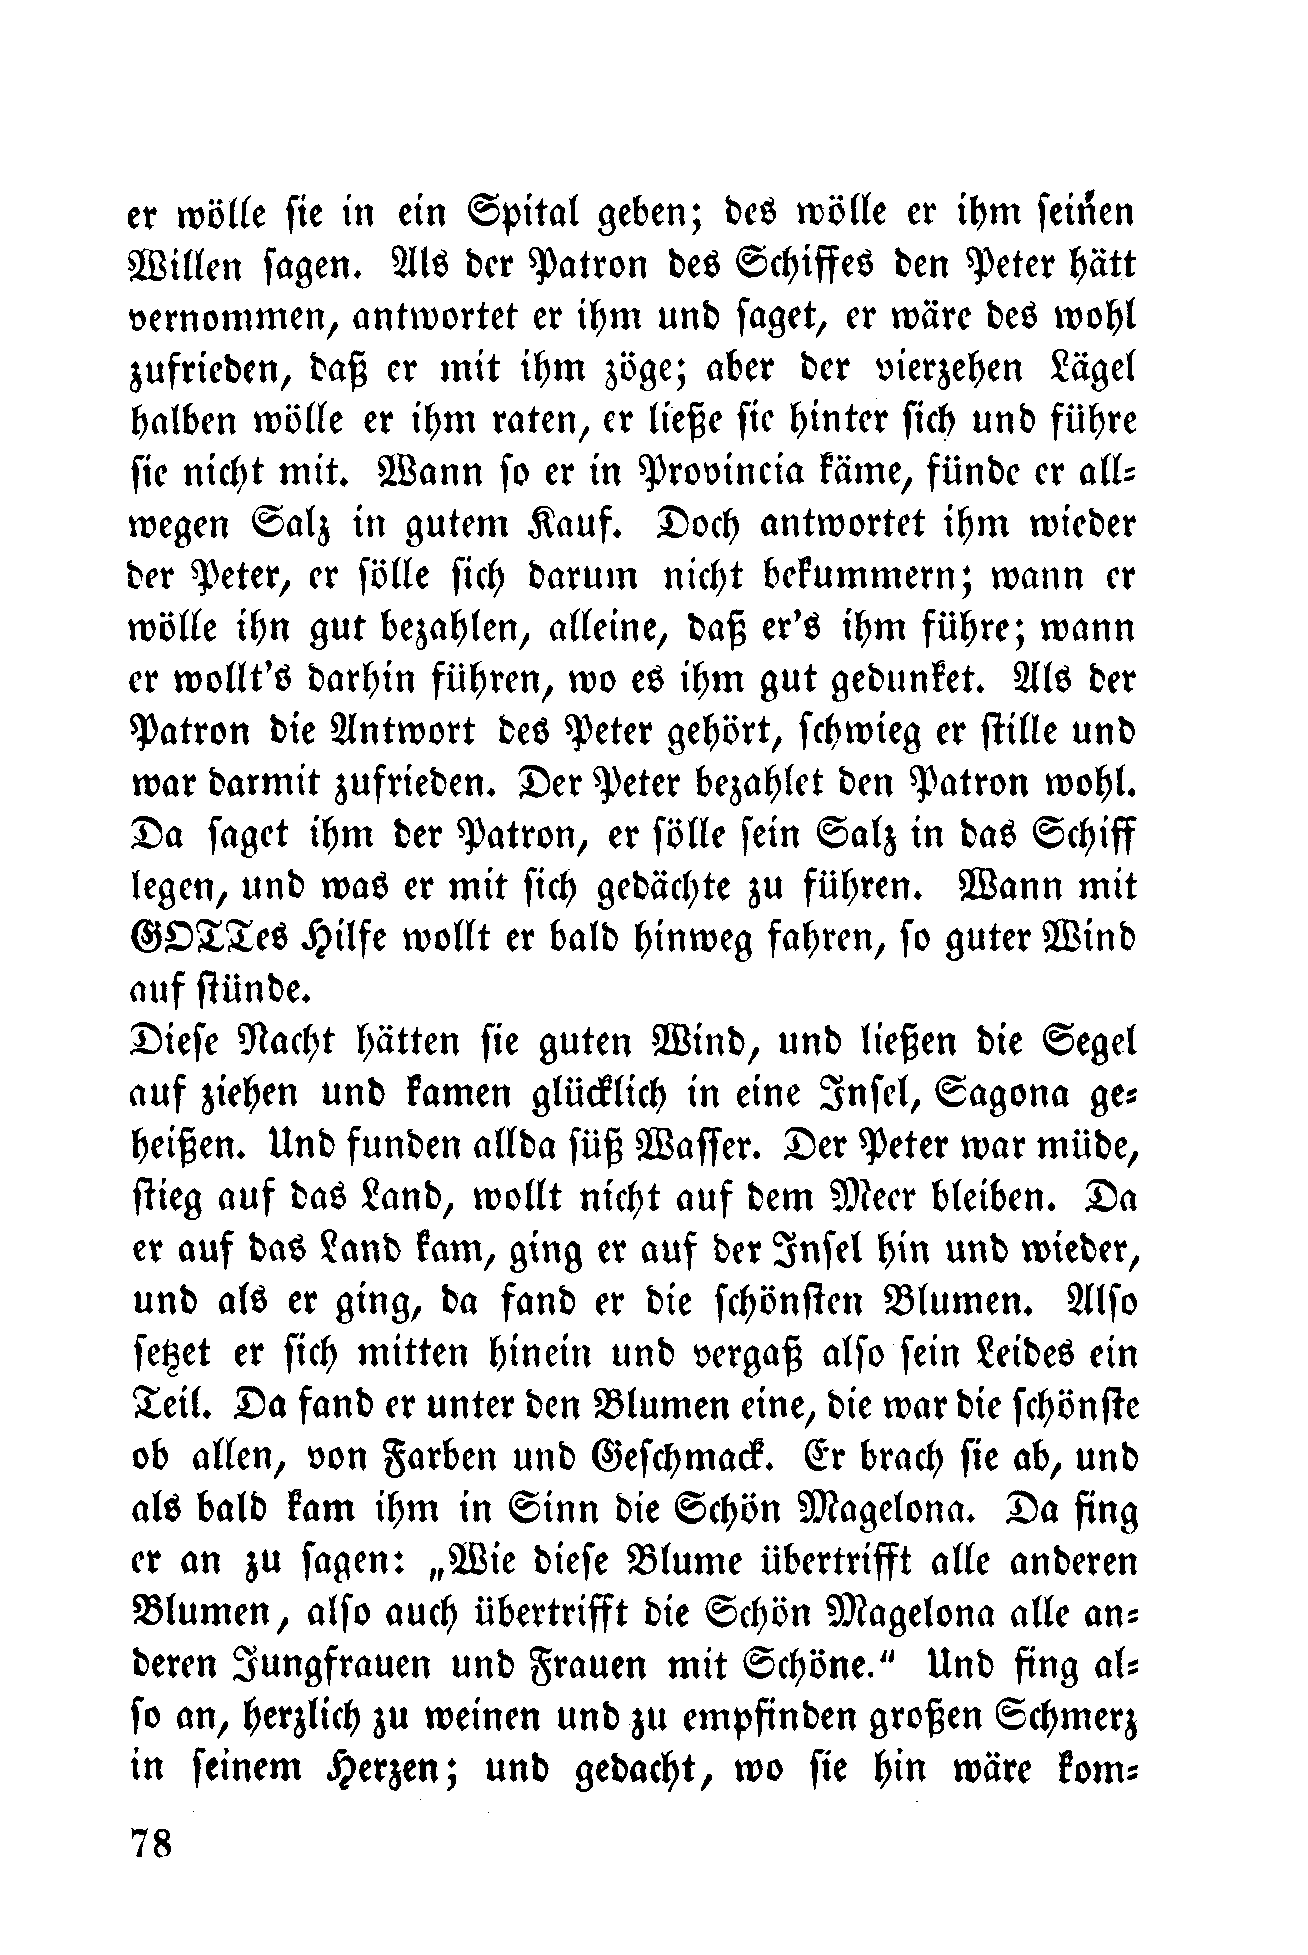 er wölle sie in ein Spital geben; des wölle er ihm seinen
Willen sagen. Als der Patron des Schiffes den Peter hätt
vernommen, antwortet er ihm und saget, er wäre des wohl
zufrieden, daß er mit ihm zöge; aber der vierzehen Lägel
halben wölle er ihm raten, er ließe sie hinter sich und führe
sie nicht mit. Wann so er in Provincia käme, fünde er all-
wegen Salz in gutem Kauf. Doch antwortet ihm wieder
der Peter, er sölle sich darum nicht bekummern; wann er
wölle ihn gut bezahlen, alleine, daß er's ihm führe; wann
er wollt's darhin führen, wo es ihm gut gedunket. Als der
Patron die Antwort des Peter gehört, schwieg er stille und
war darmit zufrieden. Der Peter bezahlet den Patron wohl.
Da saget ihm der Patron, er sölle sein Salz in das Schiff
legen, und was er mit sich gedächte zu führen. Wann mit
GOTTes Hilfe wollt er bald hinweg fahren, so guter Wind
auf stünde.
Diese Nacht hätten sie guten Wind, und ließen die Segel
auf ziehen und kamen glücklich in eine Insel, Sagona ge-
heißen. Und funden allda süß Wasser. Der Peter war müde,
stieg auf das Land, wollt nicht auf dem Meer bleiben. Da
er auf das Land kam, ging er auf der Insel hin und wieder,
und als er ging, da fand er die schönsten Blumen. Also
setzet er sich mitten hinein und vergaß also sein Leides ein
Teil. Da fand er unter den Blumen eine, die war die schönste
ob allen, von Farben und Geschmack. Er brach sie ab, und
als bald kam ihm in Sinn die Schön Magelona. Da fing
er an zu sagen: „Wie diese Blume übertrifft alle anderen
Blumen, also auch übertrifft die Schön Magelona alle an-
deren Jungfrauen und Frauen mit Schöne." Und fing al-
so an, herzlich zu weinen und zu empfinden großen Schmerz
in seinem Herzen; und gedacht, wo sie hin wäre kom-
78